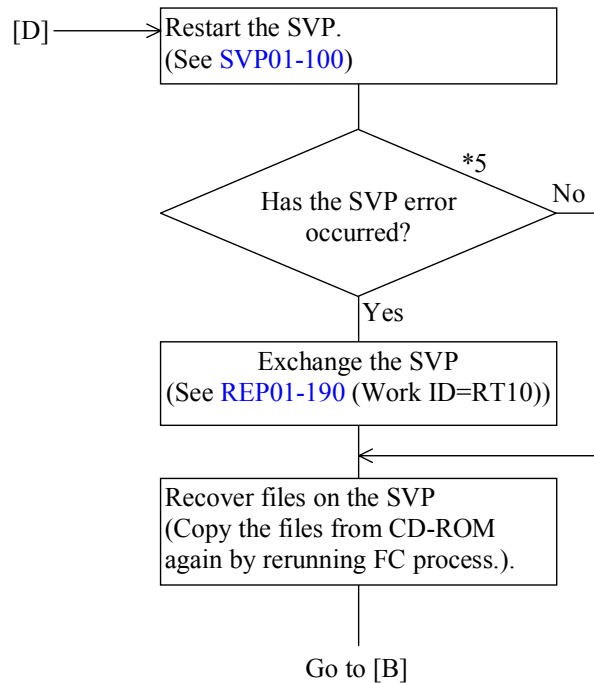 [D]
Restart the SVP.
(See SVP01-100)
*5
Has the SVP error
occurred?
No
Yes
Exchange the SVP
(See REP01-190 (Work ID=RT10))
Recover files on the SVP
(Copy the files from CD-ROM
again by rerunning FC process.).
Go to [B]